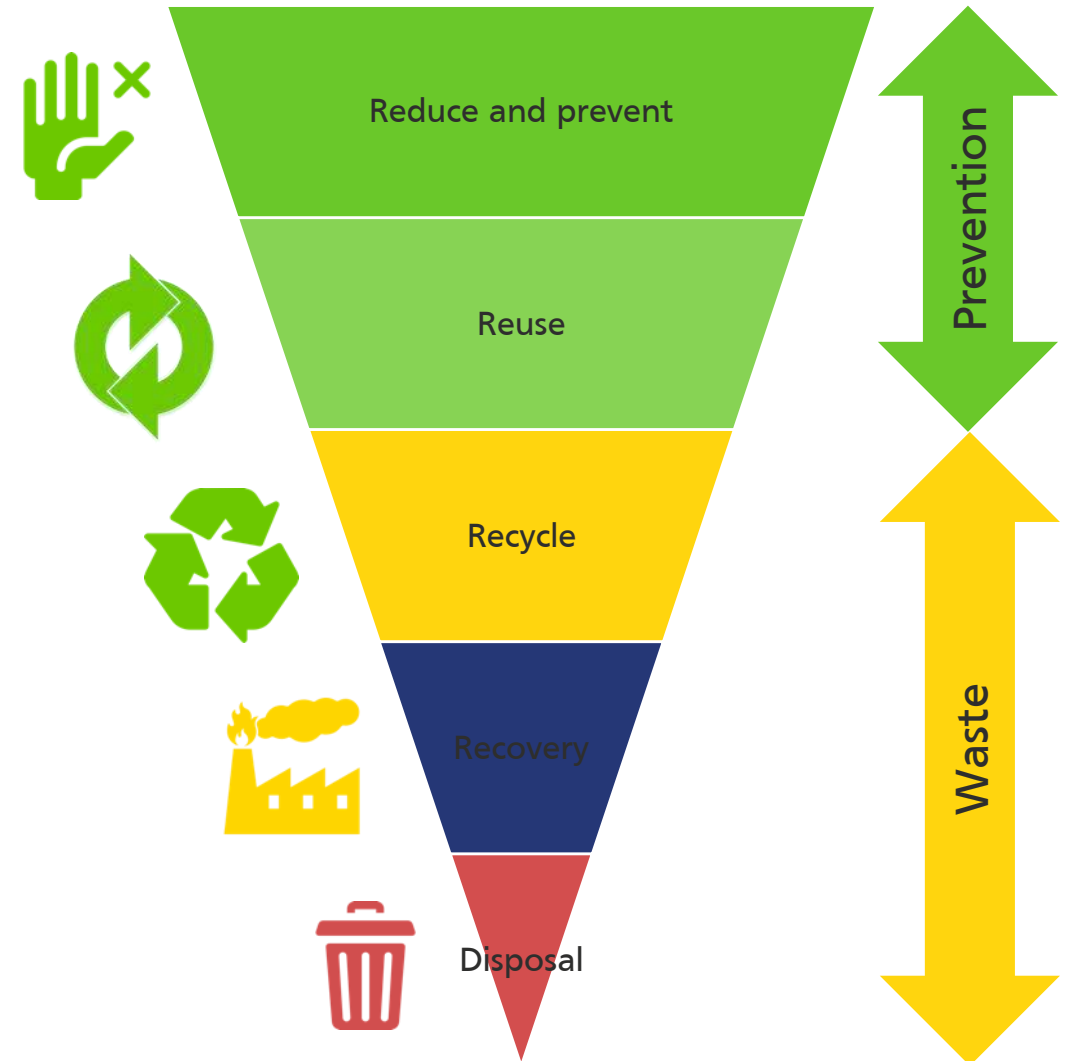 Reduce and prevent
Reuse
Recycle
Recovery
Disposal
Prevention
Waste